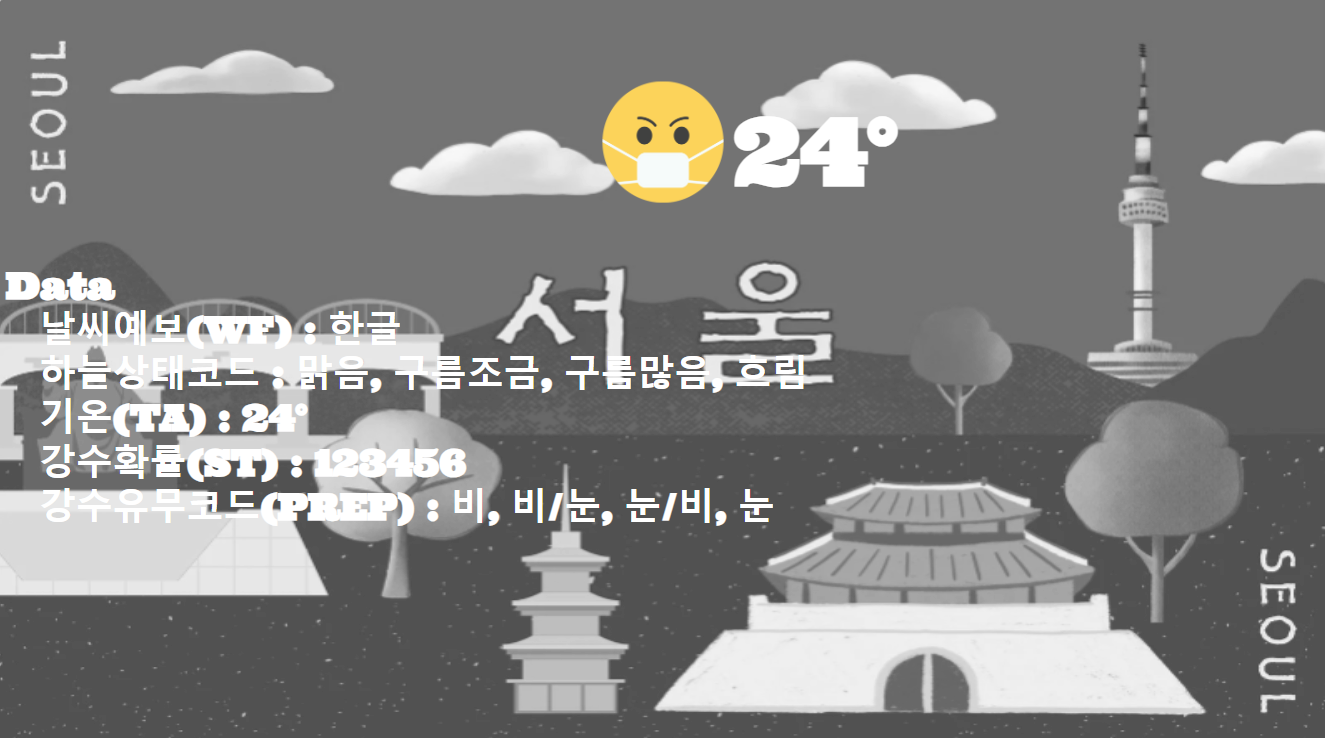 SEOUL
24°
서울
Data
날씨예보(WF) : 한글
하늘상태코드 : 맑음, 구름조금, 구름많음, 흐림
기온(TA) : 24°
강수확률(ST) : 123456
강수유무코드(PREP) : 비, 비/눈, 눈/비, 눈
SEOUL